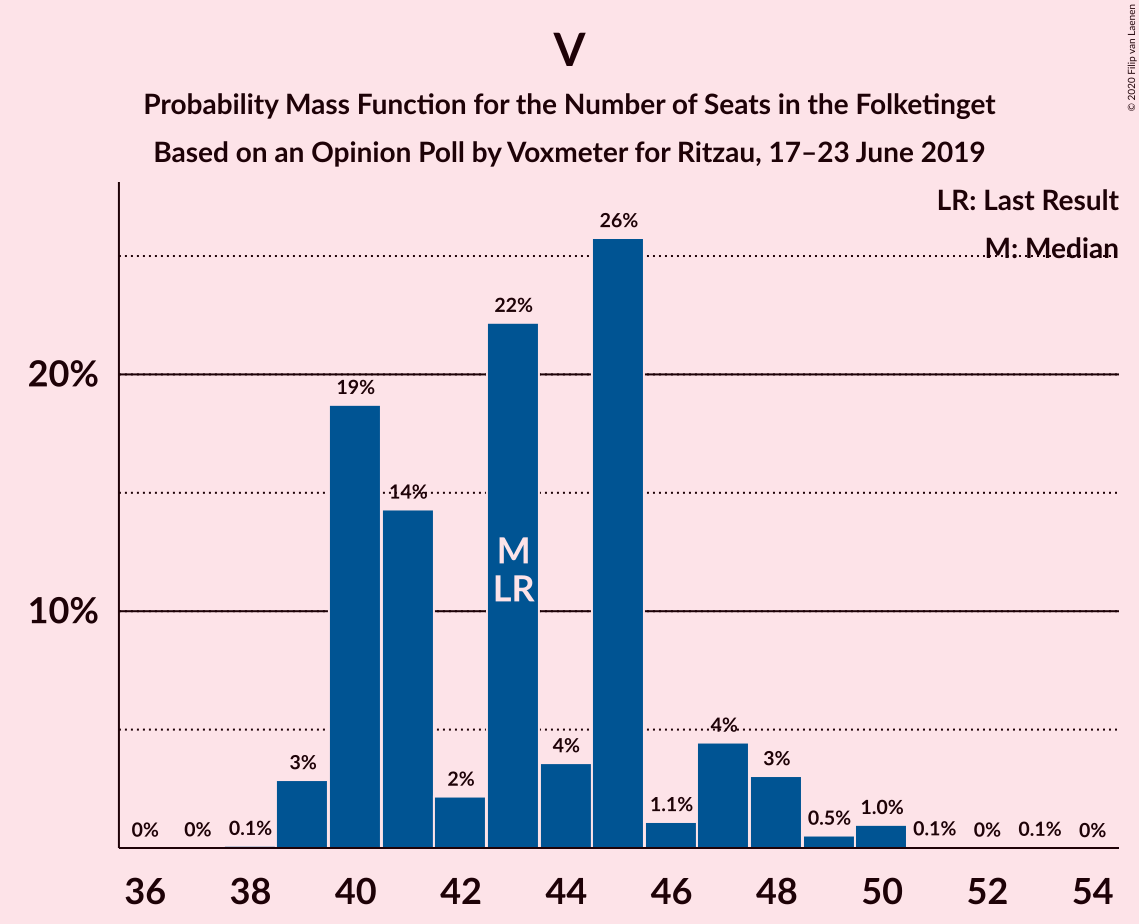 V
Probability Mass Function for the Number of Seats in the Folketinget
Based on an Opinion Poll by Voxmeter for Ritzau, 17–23 June 2019
© 2020 Filip van Laenen
LR: Last Result
M: Median
20%
10%
0%
0%
0.1%
3%
19%
14%
2%
22%
4%
26%
1.1%
4%
3%
0.5%
1.0%
0.1%
0%
0.1%
0%
M
LR
36 38 40 42 44 46 48 50 52 54